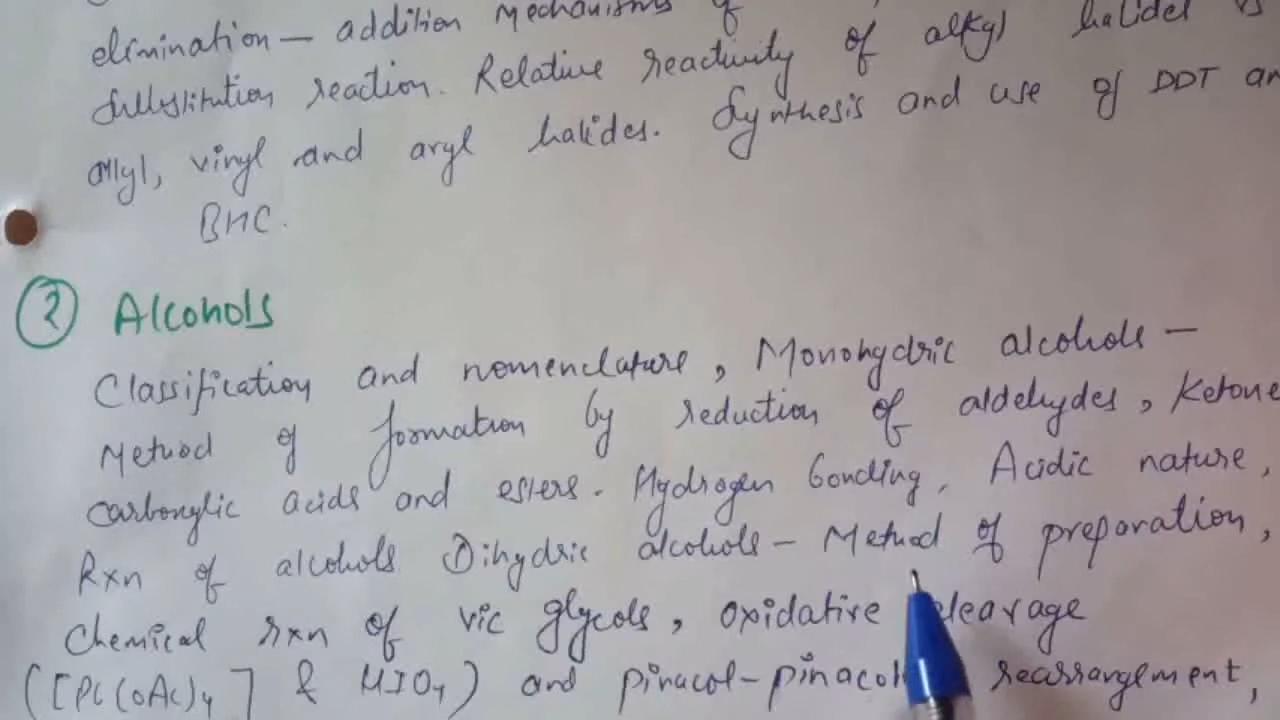 elimination - addition Mechanisms of
substitution reaction. Relative reactivity of alkyl halides vs
allyl, vinyl and aryl halides. Synthesis and use of DDT an
BHC.
2 Alcohols
Classification and nomenclature, Monohydric alcohols -
Method of formation by reduction of aldehydes, Ketone
Carboxylic acids and esters. Hydrogen bonding, Acidic nature,
Rxn of alcohols Dihydric alcohols - Method of preparation,
Chemical rxn of vic glycols, oxidative cleavage
([Pb(OAc)4] & HIO4) and pinacol-pinacol rearrangement,